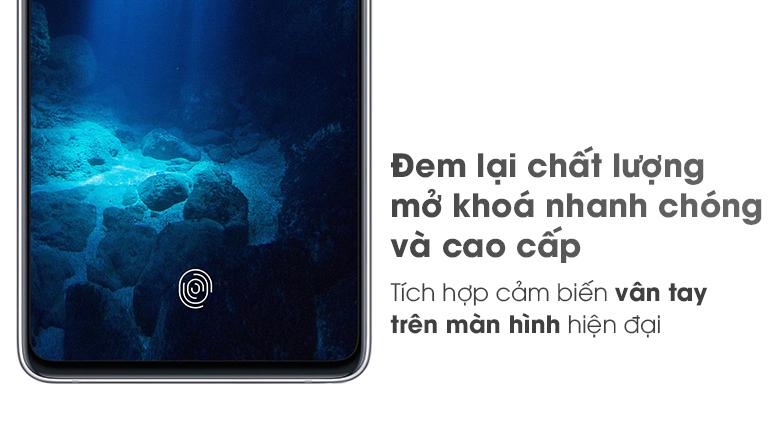 Đem lại chất lượng
mở khoá nhanh chóng
và cao cấp
Tích hợp cảm biến vân tay
trên màn hình hiện đại